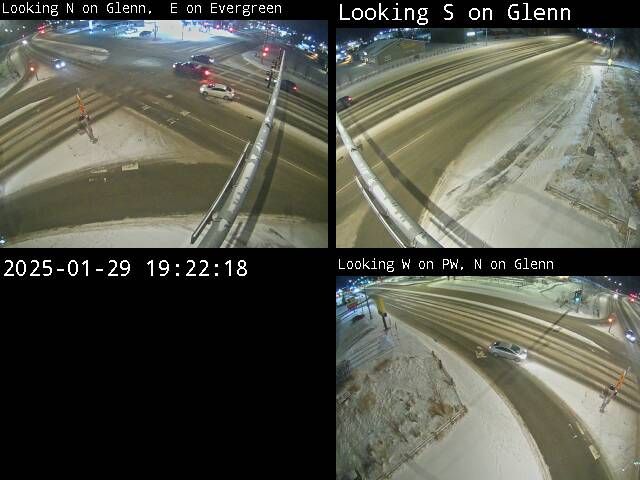 Looking N on Glenn,  E on Evergreen
Looking S on Glenn
2025-01-29 19:22:18
Looking W on PW, N on Glenn